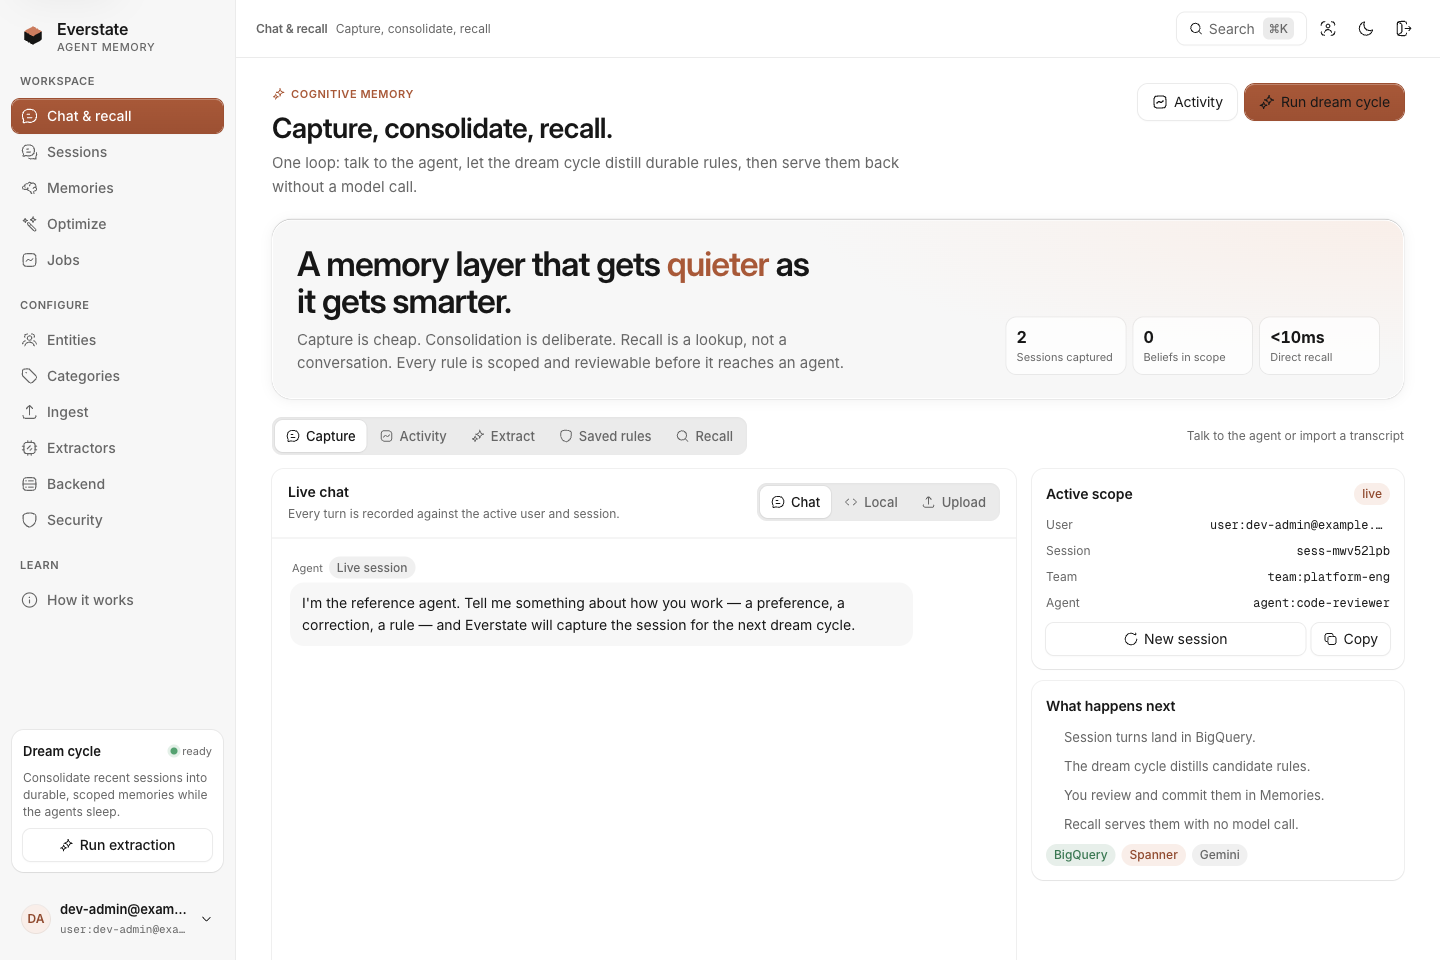 Everstate
AGENT MEMORY
WORKSPACE
Chat & recall
Sessions
Memories
Optimize
Jobs
CONFIGURE
Entities
Categories
Ingest
Extractors
Backend
Security
LEARN
How it works
Dream cycle
ready
Consolidate recent sessions into
durable, scoped memories while
the agents sleep.
Run extraction
DA
dev-admin@exam...
user:dev-admin@exa...
Chat & recall Capture, consolidate, recall
Search ⌘K
COGNITIVE MEMORY
Capture, consolidate, recall.
One loop: talk to the agent, let the dream cycle distill durable rules, then serve them back
without a model call.
Activity
Run dream cycle
A memory layer that gets quieter as
it gets smarter.
Capture is cheap. Consolidation is deliberate. Recall is a lookup, not a
conversation. Every rule is scoped and reviewable before it reaches an agent.
2
Sessions captured
0
Beliefs in scope
<10ms
Direct recall
Capture
Activity
Extract
Saved rules
Recall
Talk to the agent or import a transcript
Live chat
Every turn is recorded against the active user and session.
Chat
Local
Upload
Agent Live session
I'm the reference agent. Tell me something about how you work — a preference, a
correction, a rule — and Everstate will capture the session for the next dream cycle.
Active scope
live
User user:dev-admin@example.…
Session sess-mwv52lpb
Team team:platform-eng
Agent agent:code-reviewer
New session
Copy
What happens next
Session turns land in BigQuery.
The dream cycle distills candidate rules.
You review and commit them in Memories.
Recall serves them with no model call.
BigQuery Spanner Gemini